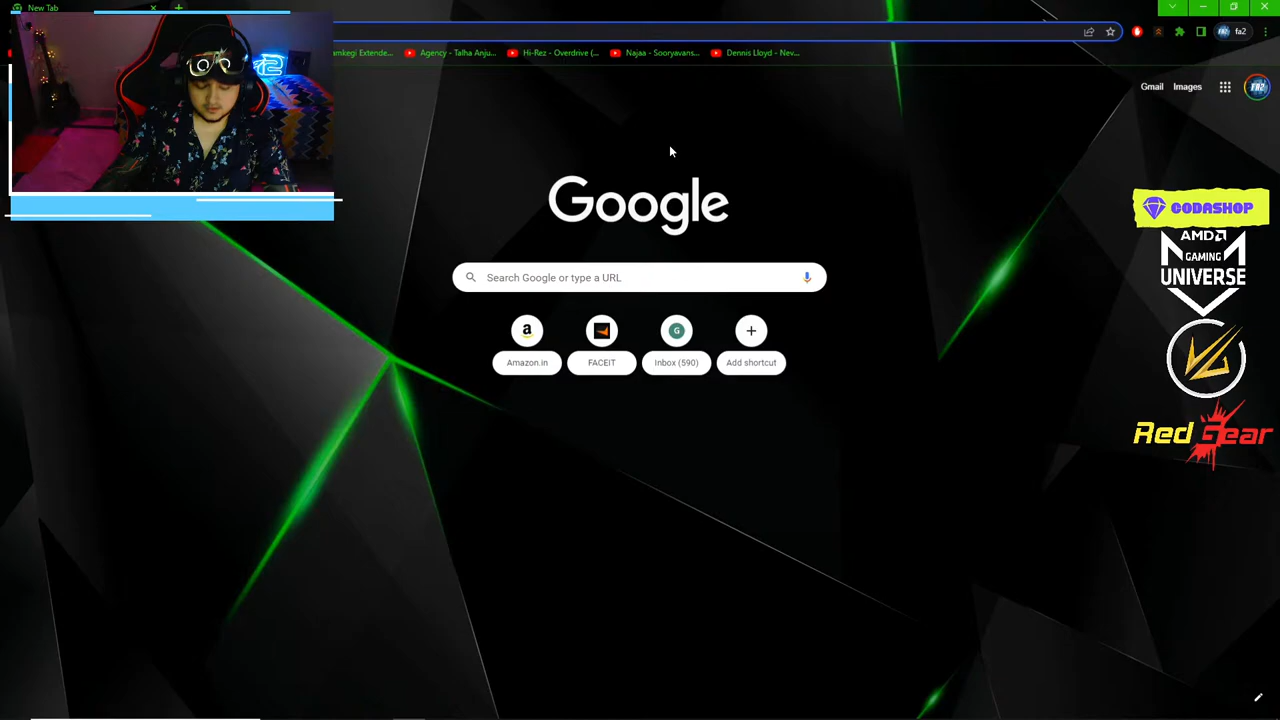 New Tab
fa2
amkegi Extende...
Agency - Talha Anju...
Hi-Rez - Overdrive (...
Najaa - Sooryavans...
Dennis Lloyd - Nev...
Gmail
Images
Google
Search Google or type a URL
a
G
Amazon.in
FACEIT
Inbox (590)
Add shortcut
CODASHOP
AMD
GAMING
UNIVERSE
Red Gear